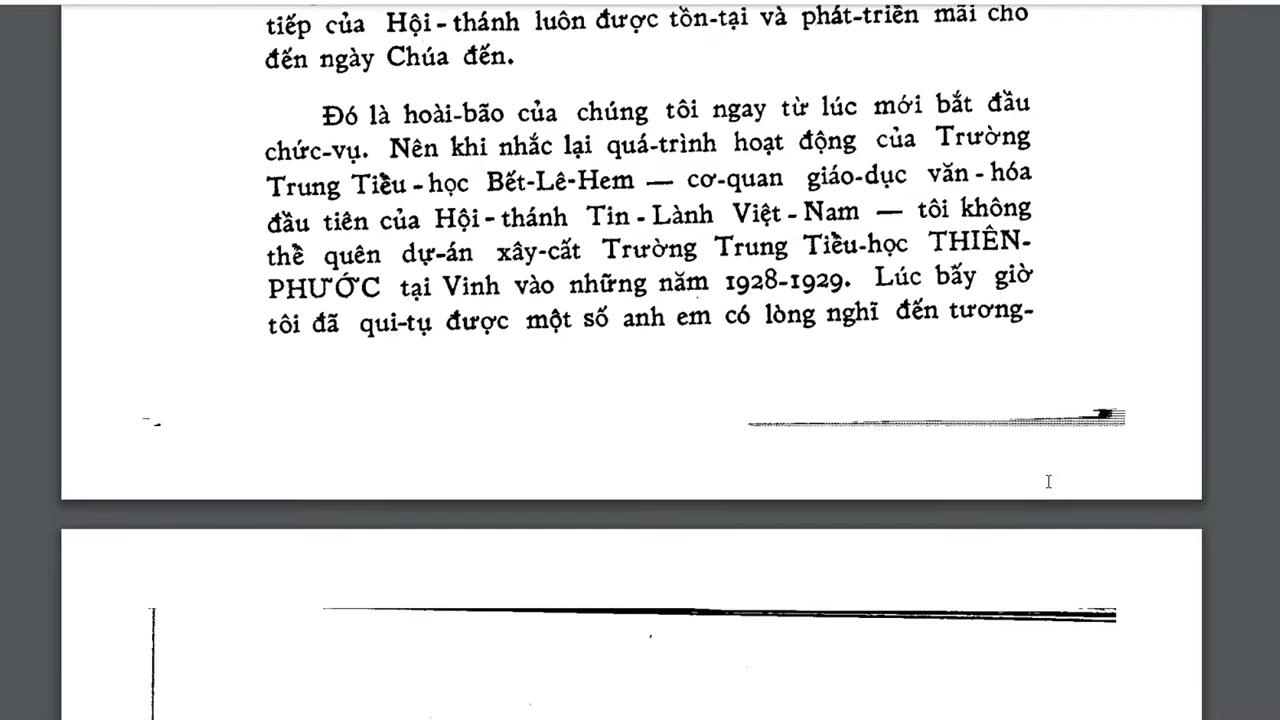 tiếp của Hội-thánh luôn được tồn-tại và phát-triển mãi cho
đến ngày Chúa đến.
Đó là hoài-bão của chúng tôi ngay từ lúc mới bắt đầu
chức-vụ. Nên khi nhắc lại quá-trình hoạt động của Trường
Trung Tiểu-học Bết-Lê-Hem — cơ-quan giáo-dục văn-hóa
đầu tiên của Hội-thánh Tin-Lành Việt-Nam — tôi không
thể quên dự-án xây-cất Trường Trung Tiểu-học THIÊN-
PHƯỚC tại Vinh vào những năm 1928-1929. Lúc bấy giờ
tôi đã qui-tụ được một số anh em có lòng nghĩ đến tương-